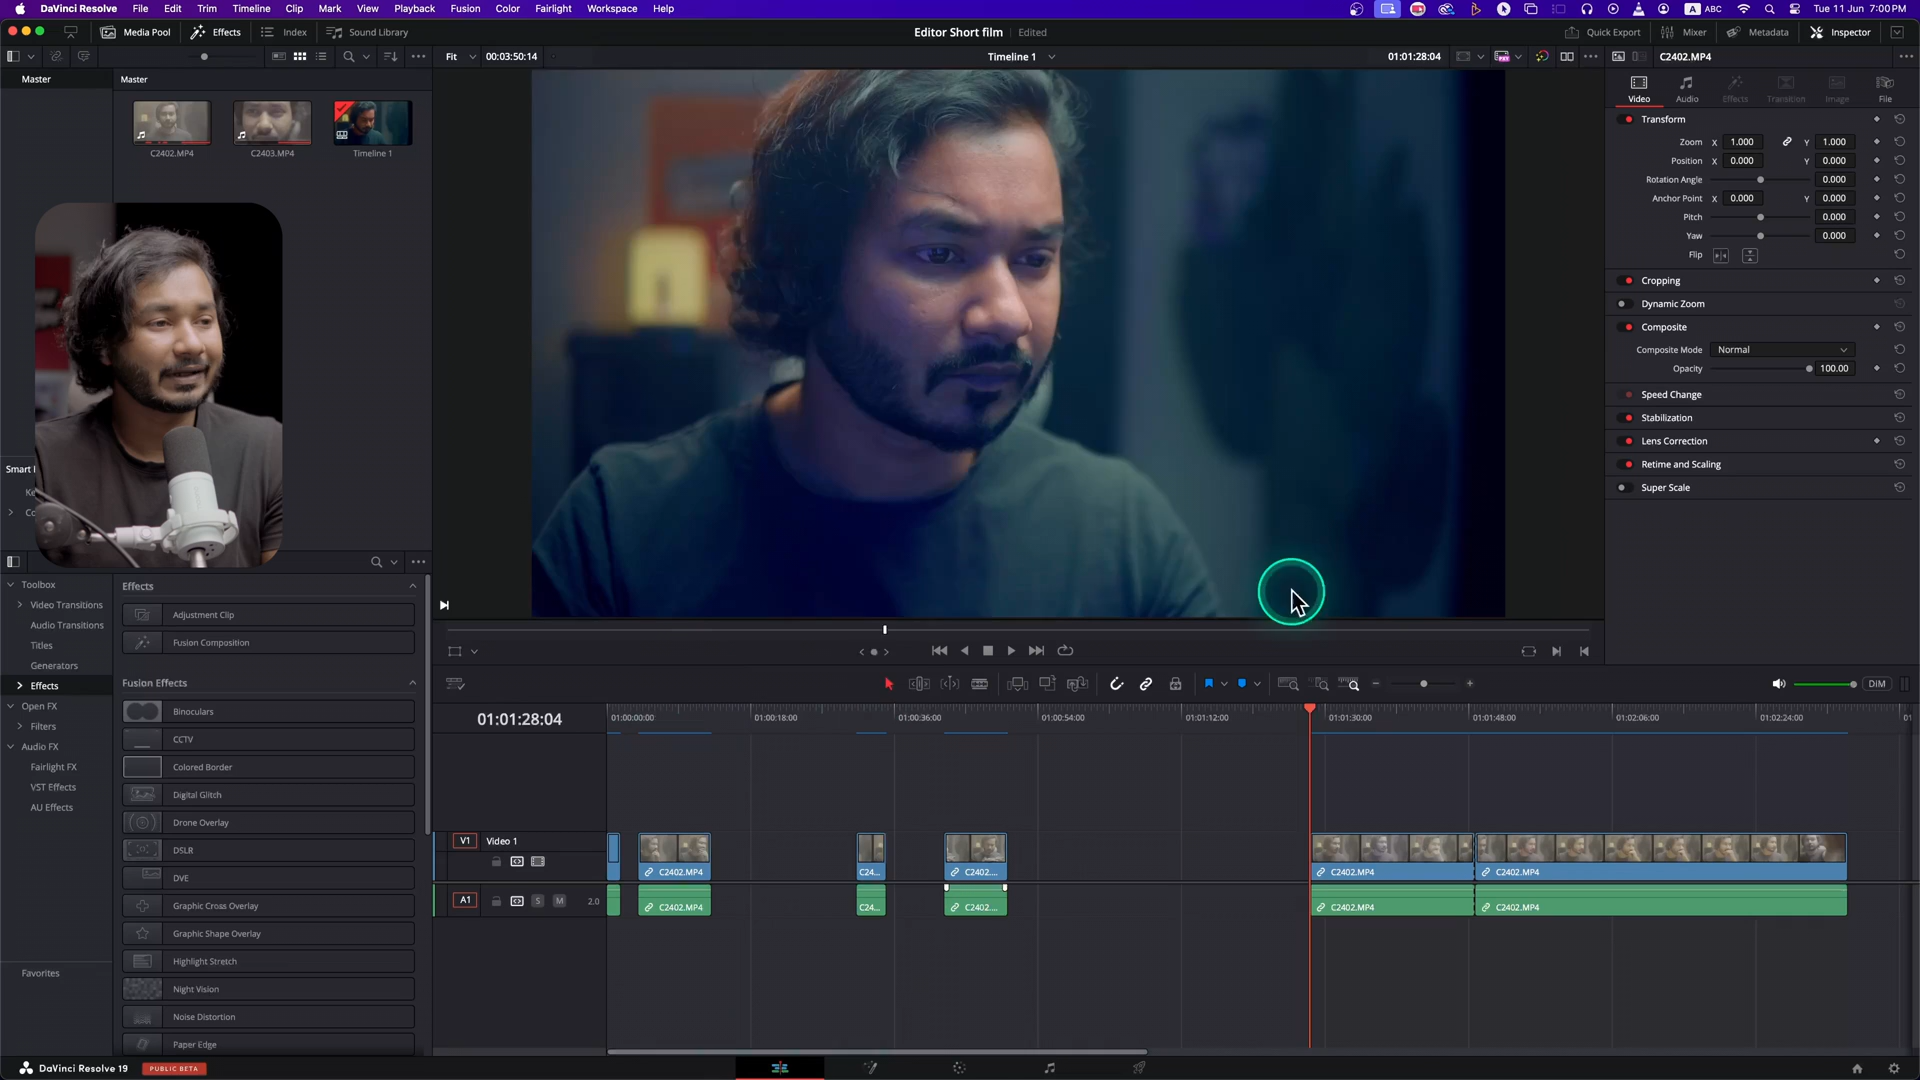 DaVinci Resolve File Edit Trim Timeline Clip Mark View Playback Fusion Color Fairlight Workspace Help
A ABC Tue 11 Jun 7:00 PM
Media Pool Effects Index Sound Library
Editor Short film Edited
Quick Export Mixer Metadata Inspector
Fit 00:03:50:14 Timeline 1 01:01:28:04 C2402.MP4
Master Master
Video Audio Effects Transition Image File
C2402.MP4 C2403.MP4 Timeline 1
Transform
Zoom X 1.000 Y 1.000
Position X 0.000 Y 0.000
Rotation Angle 0.000
Anchor Point X 0.000 Y 0.000
Pitch 0.000
Yaw 0.000
Flip
Cropping
Dynamic Zoom
Composite
Composite Mode Normal
Opacity 100.00
Speed Change
Stabilization
Lens Correction
Retime and Scaling
Super Scale
Smart
Ke
Co
Toolbox
Video Transitions
Audio Transitions
Titles
Generators
Effects
Open FX
Filters
Audio FX
Fairlight FX
VST Effects
AU Effects
Favorites
Effects
Adjustment Clip
Fusion Composition
Fusion Effects
Binoculars
CCTV
Colored Border
Digital Glitch
Drone Overlay
DSLR
DVE
Graphic Cross Overlay
Graphic Shape Overlay
Highlight Stretch
Night Vision
Noise Distortion
Paper Edge
DIM
01:01:28:04 01:00:00:00 01:00:18:00 01:00:36:00 01:00:54:00 01:01:12:00 01:01:30:00 01:01:48:00 01:02:06:00 01:02:24:00
V1 Video 1
C2402.MP4 C24... C2402.... C2402.MP4 C2402.MP4
A1 S M 2.0
C2402.MP4 C24... C2402.... C2402.MP4 C2402.MP4
DaVinci Resolve 19 PUBLIC BETA